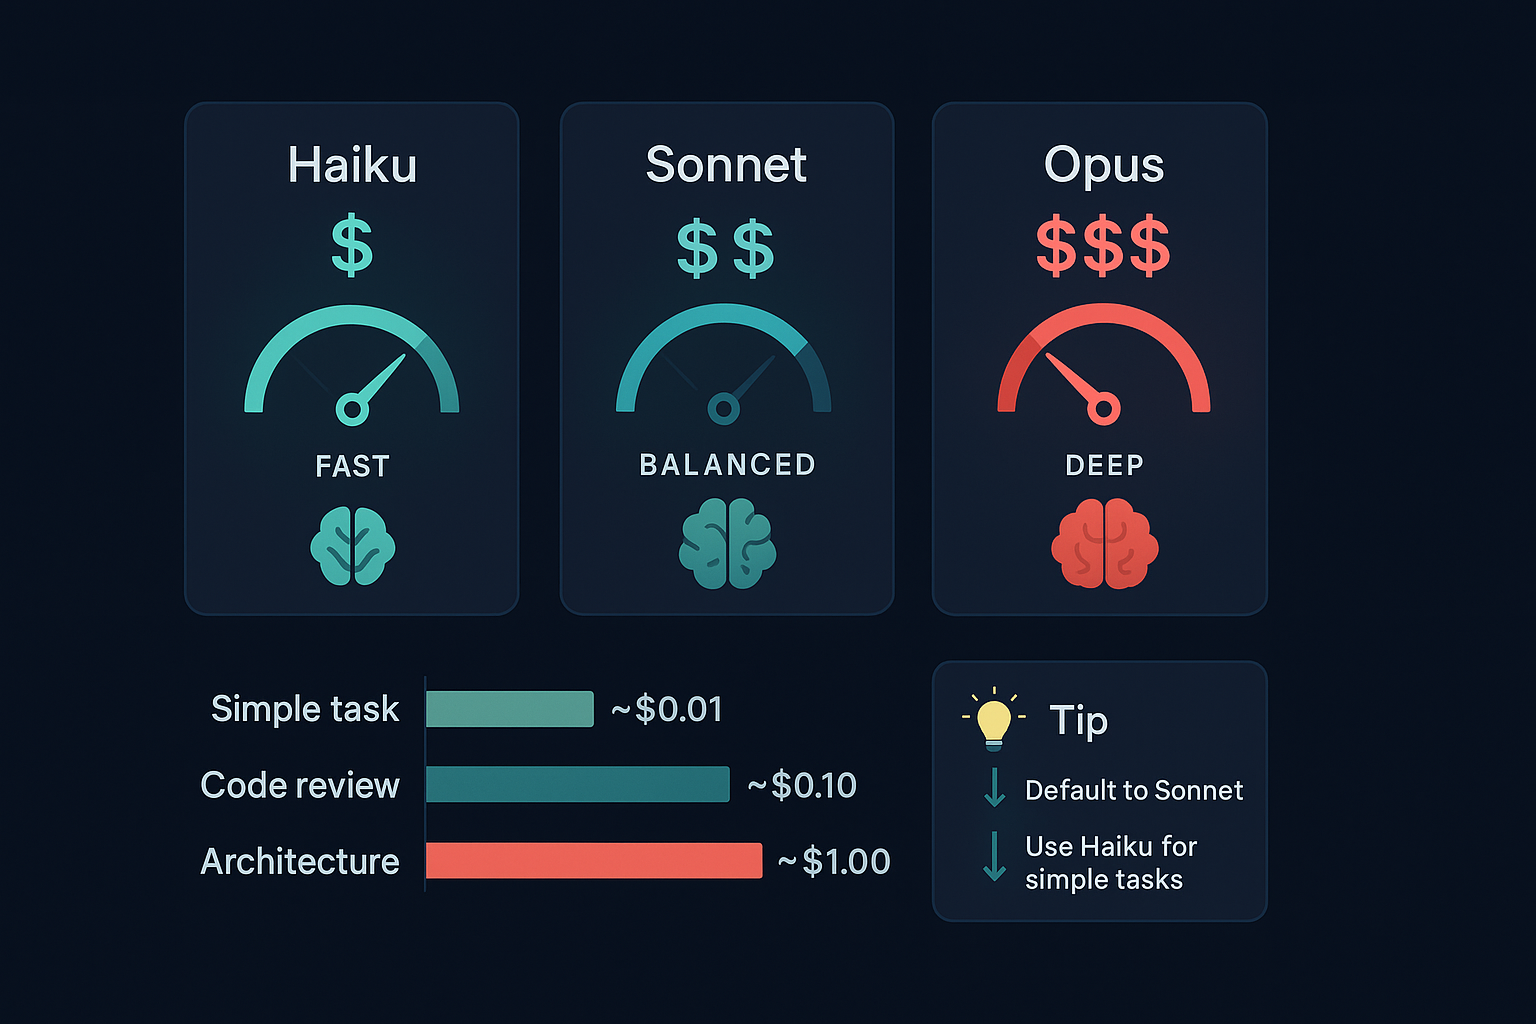 Haiku
$
FAST
Sonnet
$ $
BALANCED
Opus
$$$
DEEP
Simple task ~$0.01
Code review ~$0.10
Architecture ~$1.00
Tip
Default to Sonnet
Use Haiku for
simple tasks